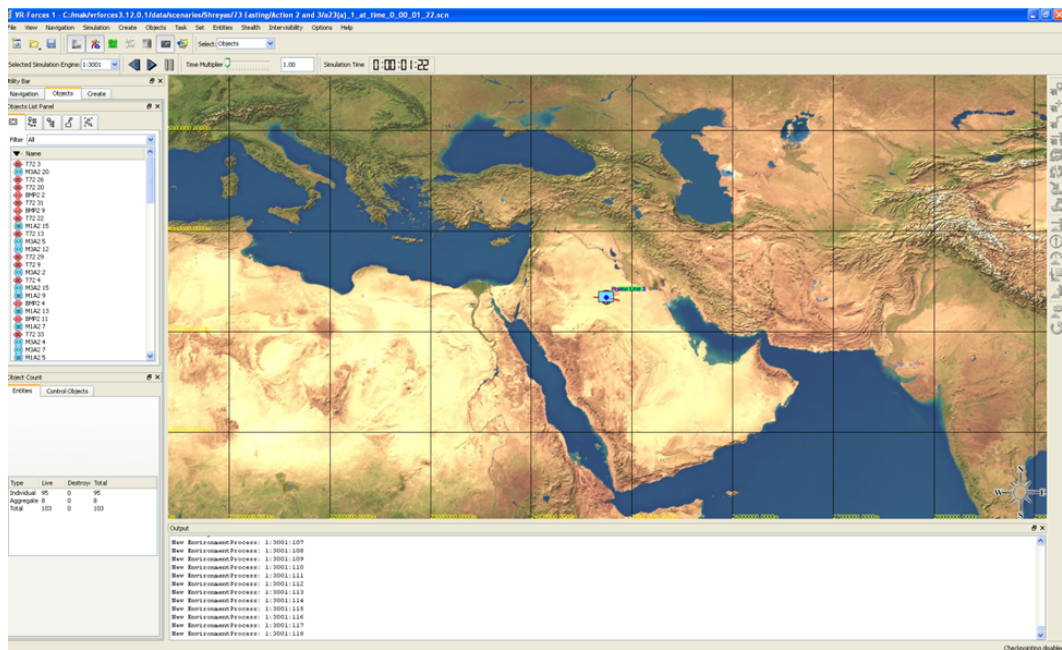 VR-Forces 1 - C:/mak/vrforces3.12.0.1/data/scenarios/Shreyas/73 Easting/Action 2 and 3/a23(a)_1_at_time_0_00_01_22.scn
File View Navigation Simulation Create Objects Task Set Entities Stealth Intervisibility Options Help
Select: Objects
Selected Simulation Engine: 1:3001 Time Multiplier 1.00 Simulation Time 0:00:01:22
Utility Bar
Navigation Objects Create
Objects List Panel
Filter All
Name
T72 3
M3A2 20
T72 26
T72 20
BMP2 2
T72 31
BMP2 9
T72 22
M1A2 15
T72 13
M3A2 5
M3A2 12
T72 29
T72 9
M3A2 2
T72 4
M3A2 15
M1A2 9
BMP2 4
M1A2 13
BMP2 11
M1A2 7
T72 33
M3A2 4
M3A2 7
M1A2 5
Object Count
Entities Control Objects
Type Live Destroy Total
Individual 95 0 95
Aggregate 8 0 8
Total 103 0 103
N
W E
S
Output
New EnvironmentProcess: 1:3001:107
New EnvironmentProcess: 1:3001:108
New EnvironmentProcess: 1:3001:109
New EnvironmentProcess: 1:3001:110
New EnvironmentProcess: 1:3001:111
New EnvironmentProcess: 1:3001:112
New EnvironmentProcess: 1:3001:113
New EnvironmentProcess: 1:3001:114
New EnvironmentProcess: 1:3001:115
New EnvironmentProcess: 1:3001:116
New EnvironmentProcess: 1:3001:117
New EnvironmentProcess: 1:3001:118
Checkpointing disabled